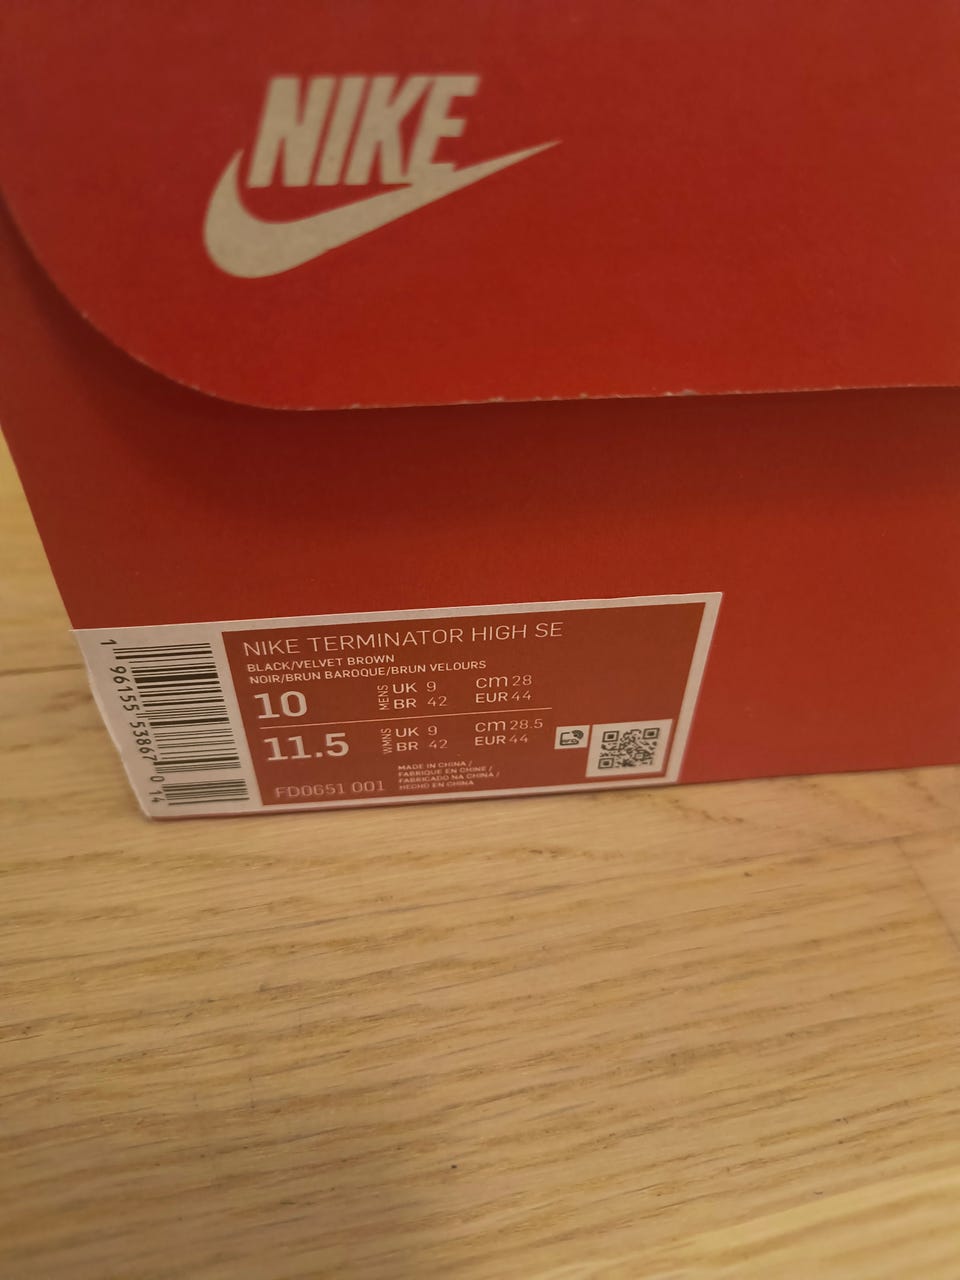 NIKE
NIKE TERMINATOR HIGH SE
BLACK/VELVET BROWN
NOIR/BRUN BAROQUE/BRUN VELOURS
10 MENS UK 9 CM 28
BR 42 EUR 44
11.5 WMNS UK 9 CM 28.5
BR 42 EUR 44
FD0651 001
MADE IN CHINA /
FABRIQUE EN CHINE /
FABRICADO NA CHINA /
HECHO EN CHINA
1 96155 53867 0 14